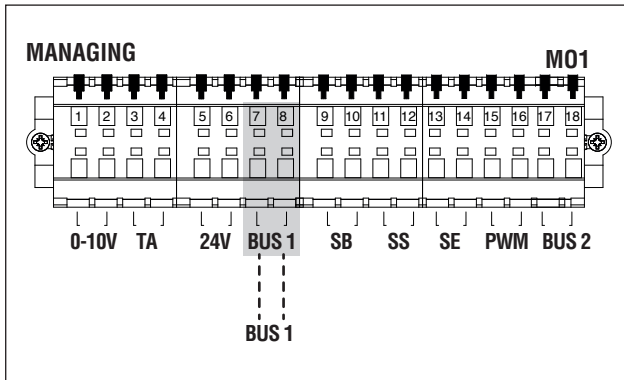 MANAGING
M01
1 2 3 4 5 6 7 8 9 10 11 12 13 14 15 16 17 18
0-10V TA 24V BUS 1 SB SS SE PWM BUS 2
BUS 1